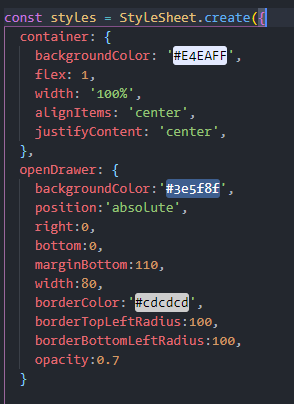 const styles = StyleSheet.create({
  container: {
    backgroundColor: '#E4EAFF',
    flex: 1,
    width: '100%',
    alignItems: 'center',
    justifyContent: 'center',
  },
  openDrawer: {
    backgroundColor:'#3e5f8f',
    position:'absolute',
    right:0,
    bottom:0,
    marginBottom:110,
    width:80,
    borderColor:'#cdcdcd',
    borderTopLeftRadius:100,
    borderBottomLeftRadius:100,
    opacity:0.7
  }